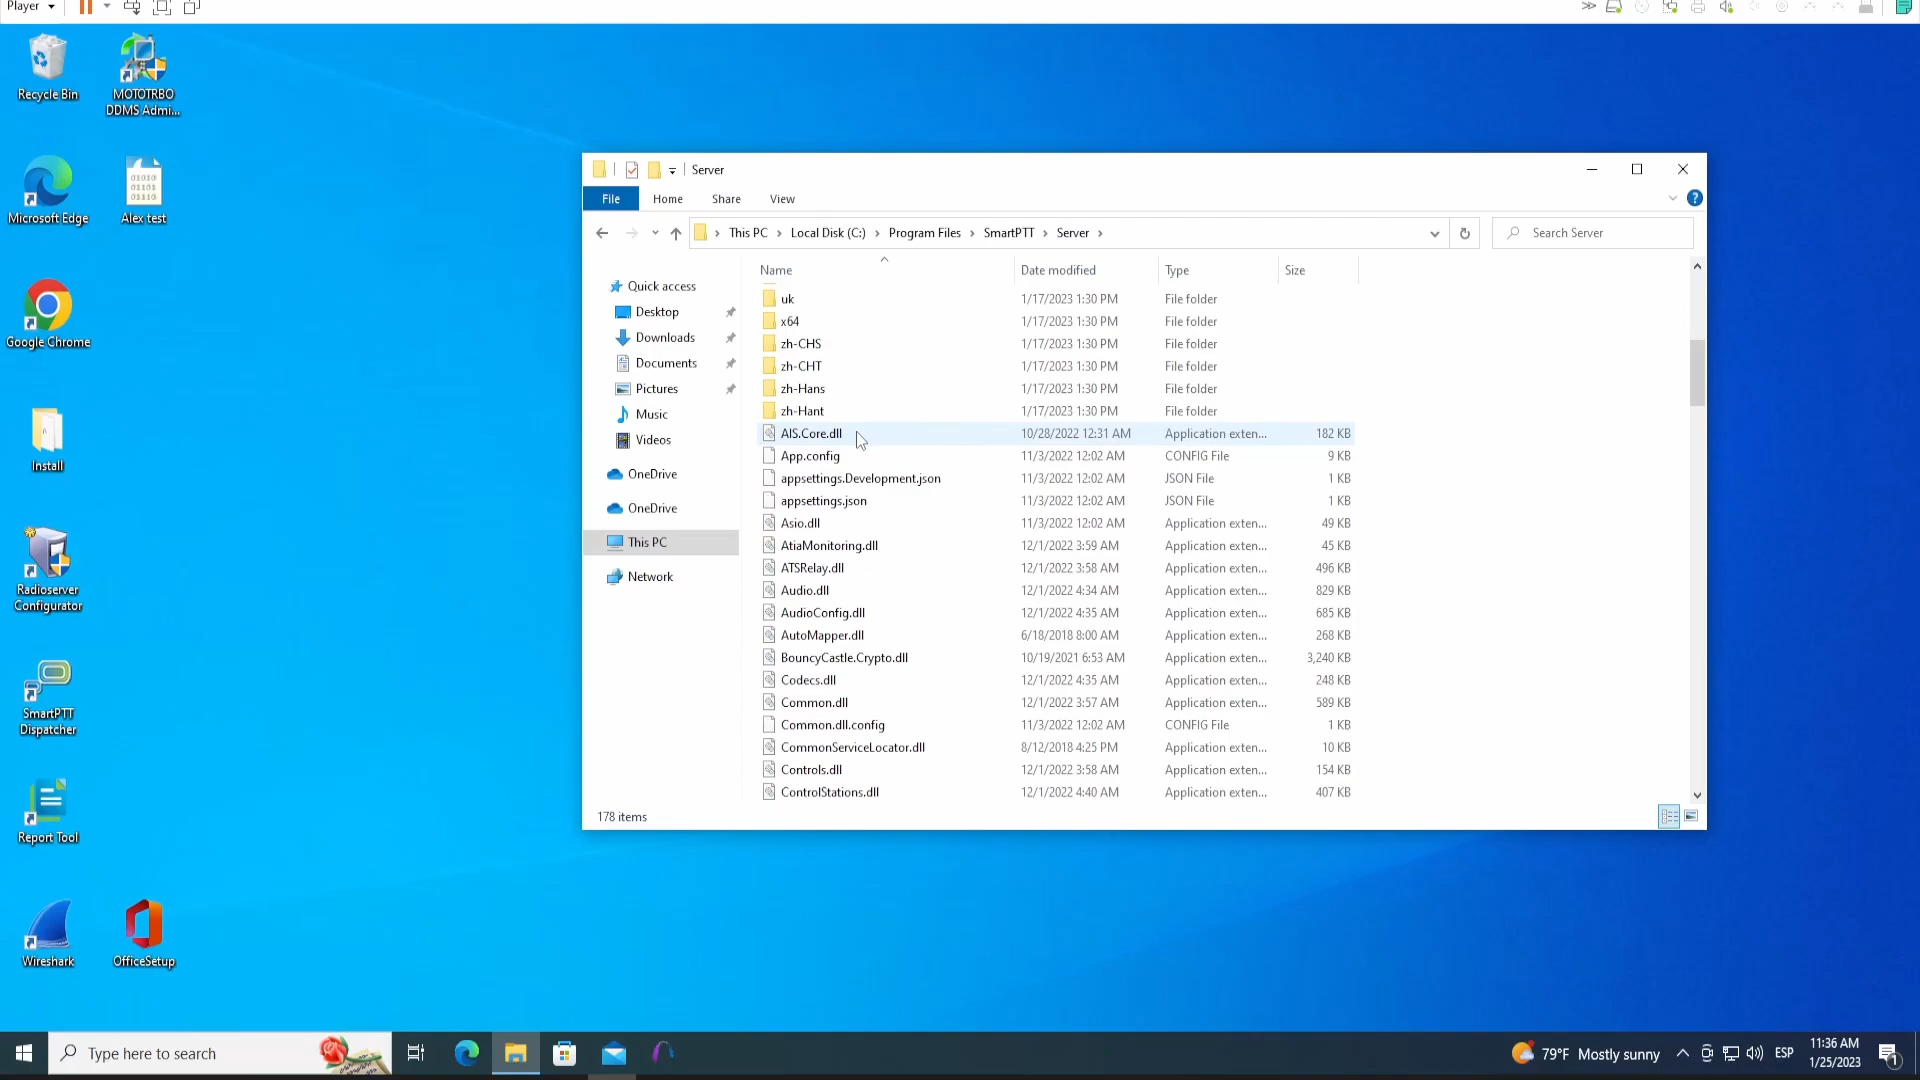 Player
Recycle Bin
MOTOTRBO
DDMS Admi...
Microsoft Edge
Alex test
Google Chrome
Install
Radioserver
Configurator
SmartPTT
Dispatcher
Report Tool
Wireshark
OfficeSetup
Server
File Home Share View
This PC › Local Disk (C:) › Program Files › SmartPTT › Server ›
Search Server
Quick access
Desktop
Downloads
Documents
Pictures
Music
Videos
OneDrive
OneDrive
This PC
Network
Name Date modified Type Size
uk 1/17/2023 1:30 PM File folder
x64 1/17/2023 1:30 PM File folder
zh-CHS 1/17/2023 1:30 PM File folder
zh-CHT 1/17/2023 1:30 PM File folder
zh-Hans 1/17/2023 1:30 PM File folder
zh-Hant 1/17/2023 1:30 PM File folder
AIS.Core.dll 10/28/2022 12:31 AM Application exten... 182 KB
App.config 11/3/2022 12:02 AM CONFIG File 9 KB
appsettings.Development.json 11/3/2022 12:02 AM JSON File 1 KB
appsettings.json 11/3/2022 12:02 AM JSON File 1 KB
Asio.dll 11/3/2022 12:02 AM Application exten... 49 KB
AtiaMonitoring.dll 12/1/2022 3:59 AM Application exten... 45 KB
ATSRelay.dll 12/1/2022 3:58 AM Application exten... 496 KB
Audio.dll 12/1/2022 4:34 AM Application exten... 829 KB
AudioConfig.dll 12/1/2022 4:35 AM Application exten... 685 KB
AutoMapper.dll 6/18/2018 8:00 AM Application exten... 268 KB
BouncyCastle.Crypto.dll 10/19/2021 6:53 AM Application exten... 3,240 KB
Codecs.dll 12/1/2022 4:35 AM Application exten... 248 KB
Common.dll 12/1/2022 3:57 AM Application exten... 589 KB
Common.dll.config 11/3/2022 12:02 AM CONFIG File 1 KB
CommonServiceLocator.dll 8/12/2018 4:25 PM Application exten... 10 KB
Controls.dll 12/1/2022 3:58 AM Application exten... 154 KB
ControlStations.dll 12/1/2022 4:40 AM Application exten... 407 KB
178 items
Type here to search
79°F Mostly sunny
ESP
11:36 AM
1/25/2023
1